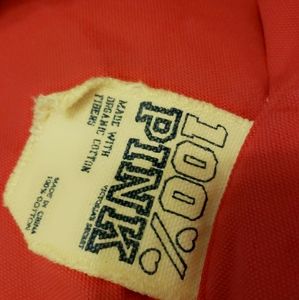 100%
PINK
VICTORIA'S SECRET
MADE WITH
ORGANIC COTTON
FIBERS
MADE IN CHINA
100% COTTON